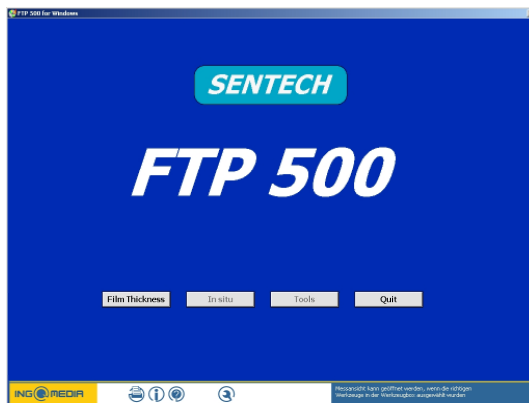 FTP 500 for Windows
SENTECH
FTP 500
Film Thickness
In situ
Tools
Quit
ING@MEDIA
Messansicht kann geöffnet werden, wenn die richtigen
Werkzeuge in der Werkzeugbox ausgewählt wurden